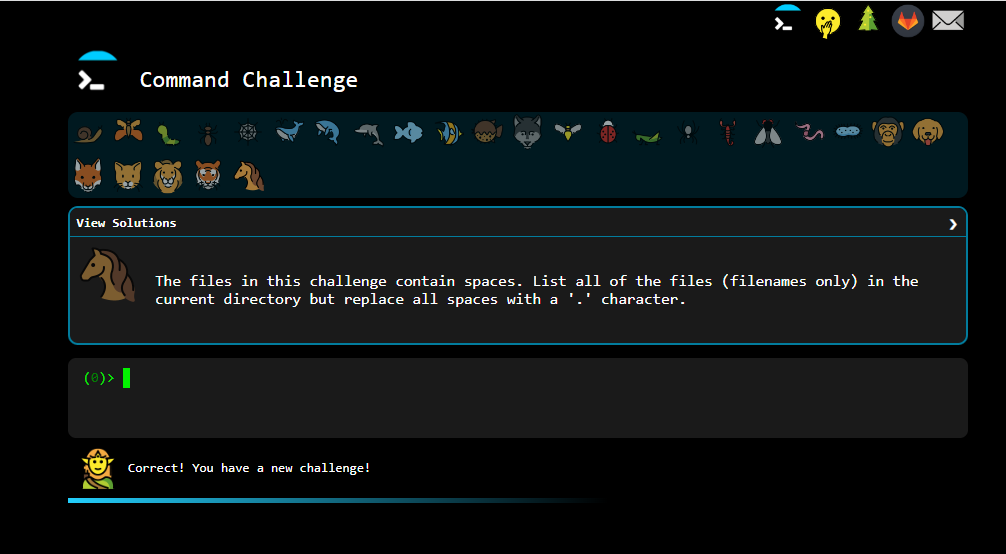 Command Challenge
View Solutions
The files in this challenge contain spaces. List all of the files (filenames only) in the
current directory but replace all spaces with a '.' character.
(0)>
Correct! You have a new challenge!